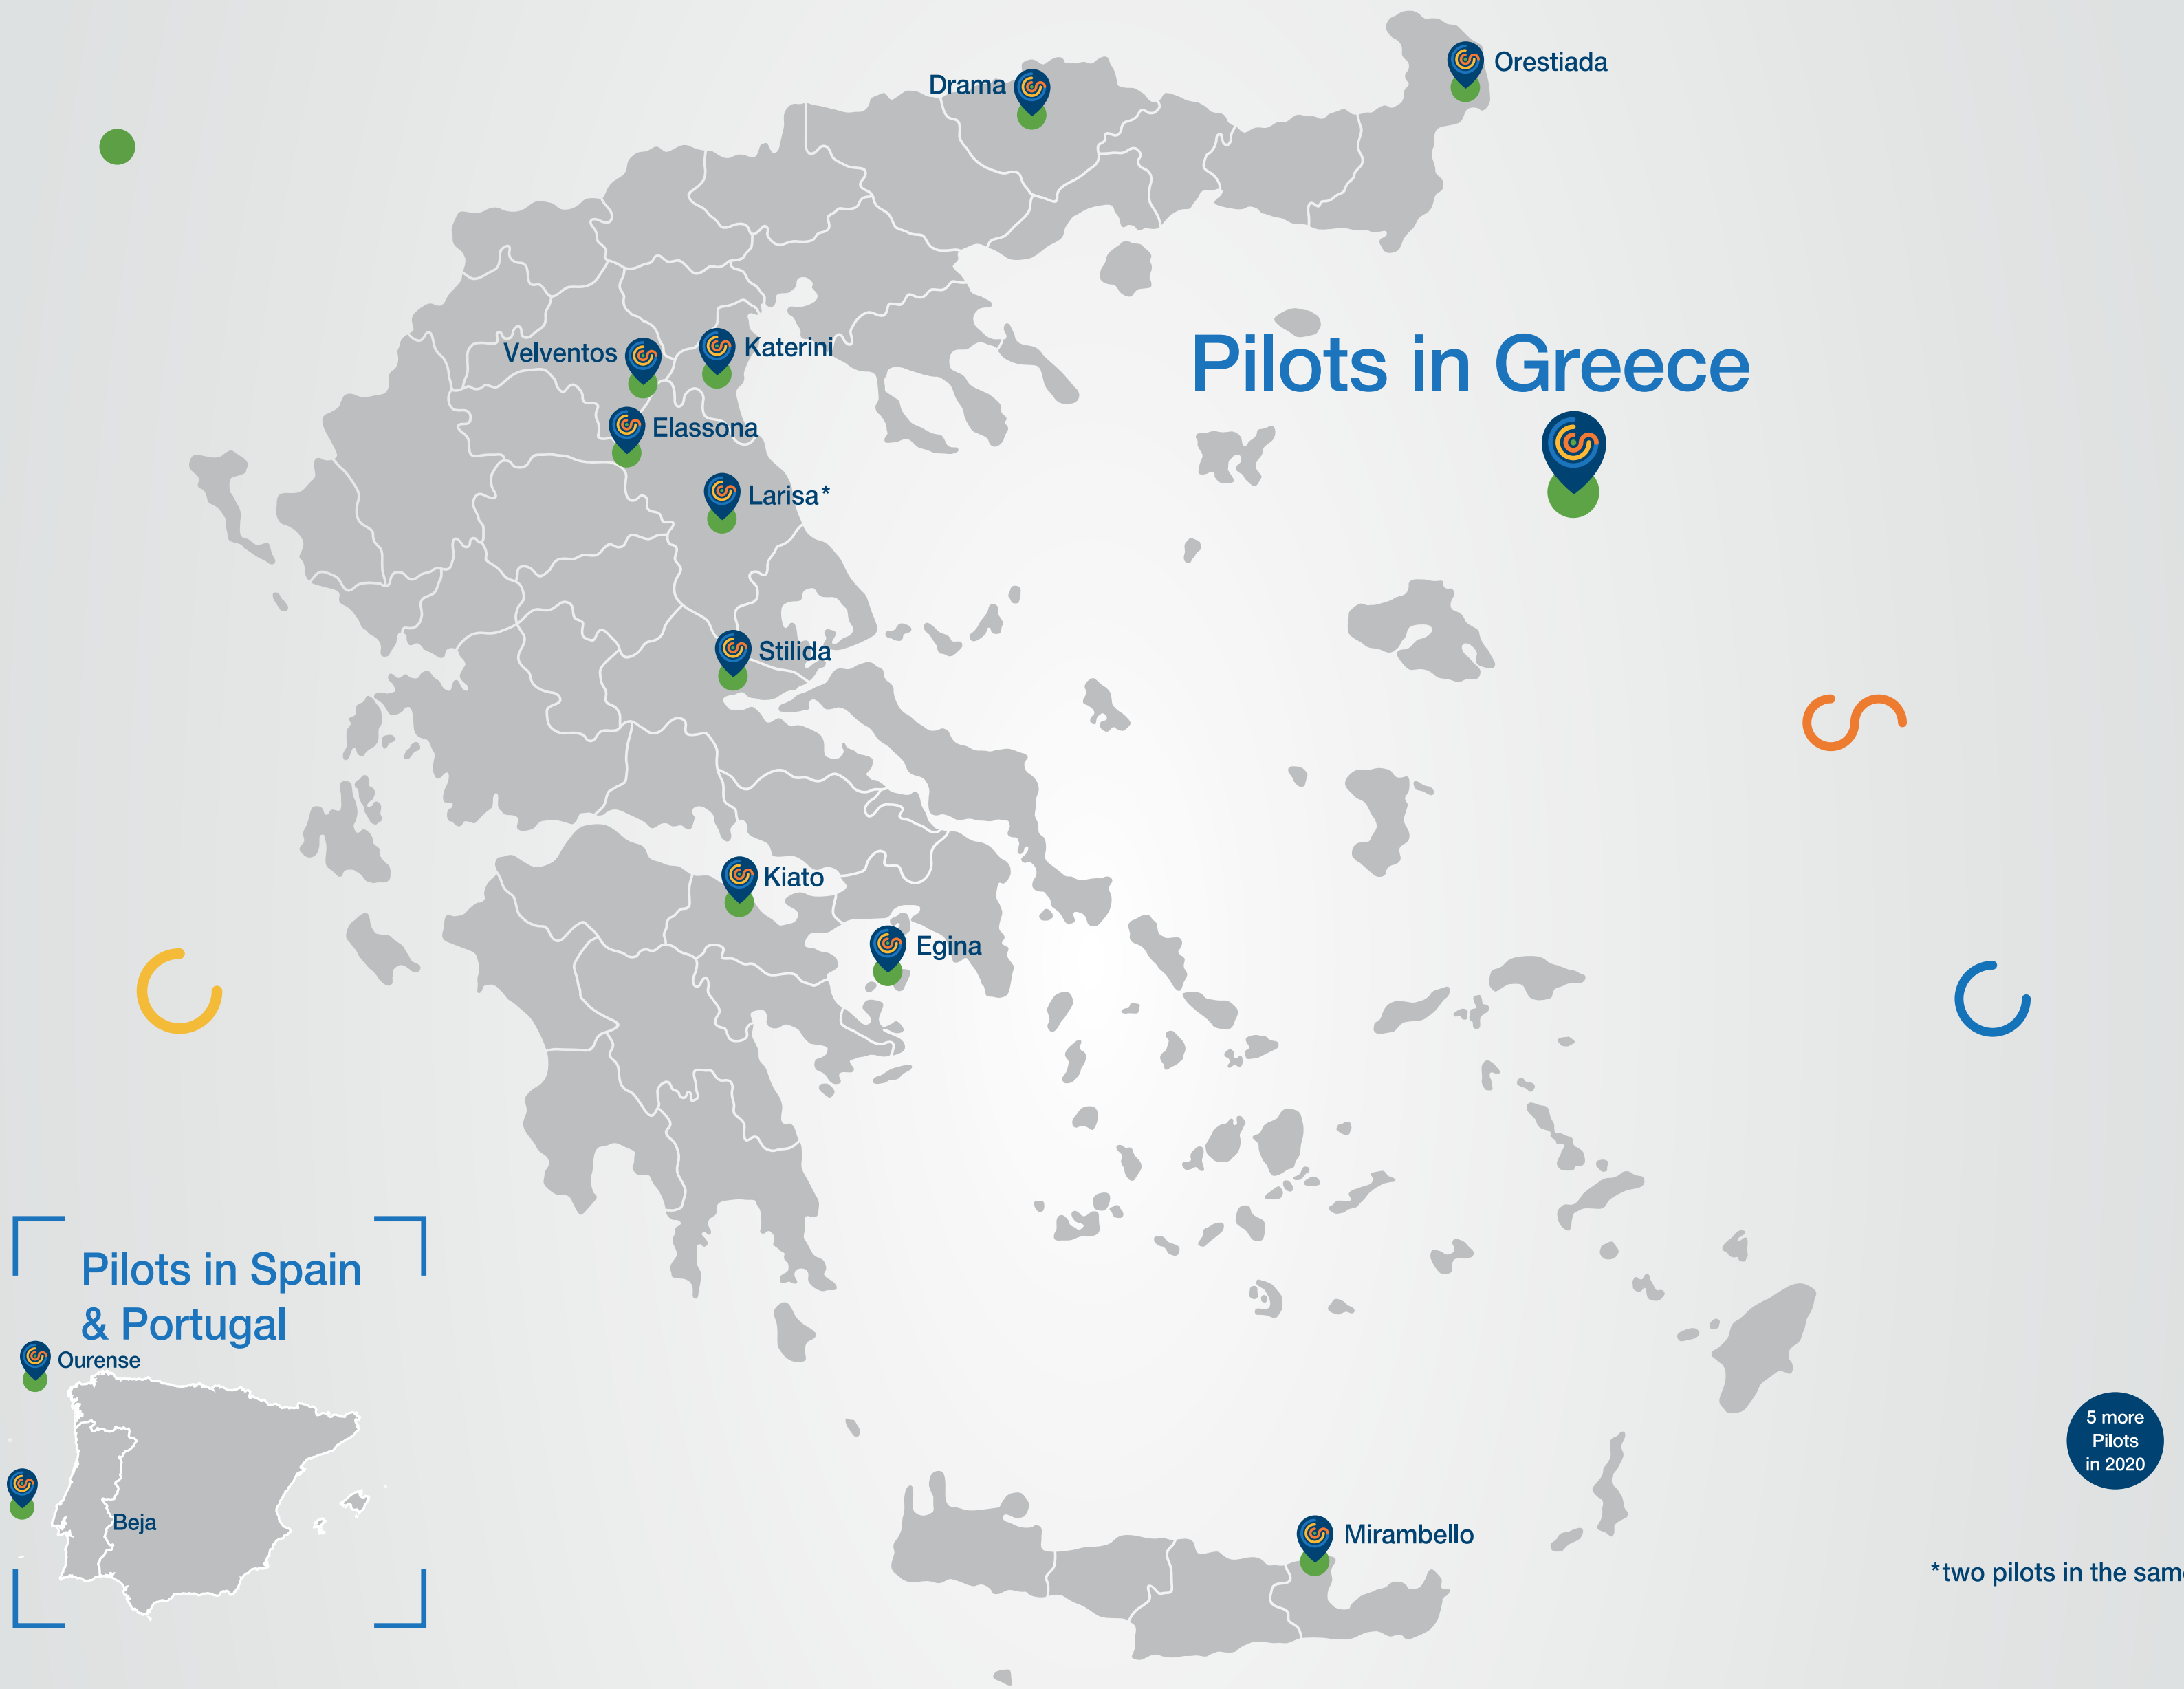 Orestiada
Drama
Pilots in Greece
Velventos
Katerini
Elassona
Larisa*
Stilida
Kiato
Egina
Pilots in Spain
& Portugal
Ourense
Beja
5 more
Pilots
in 2020
Mirambello
*two pilots in the